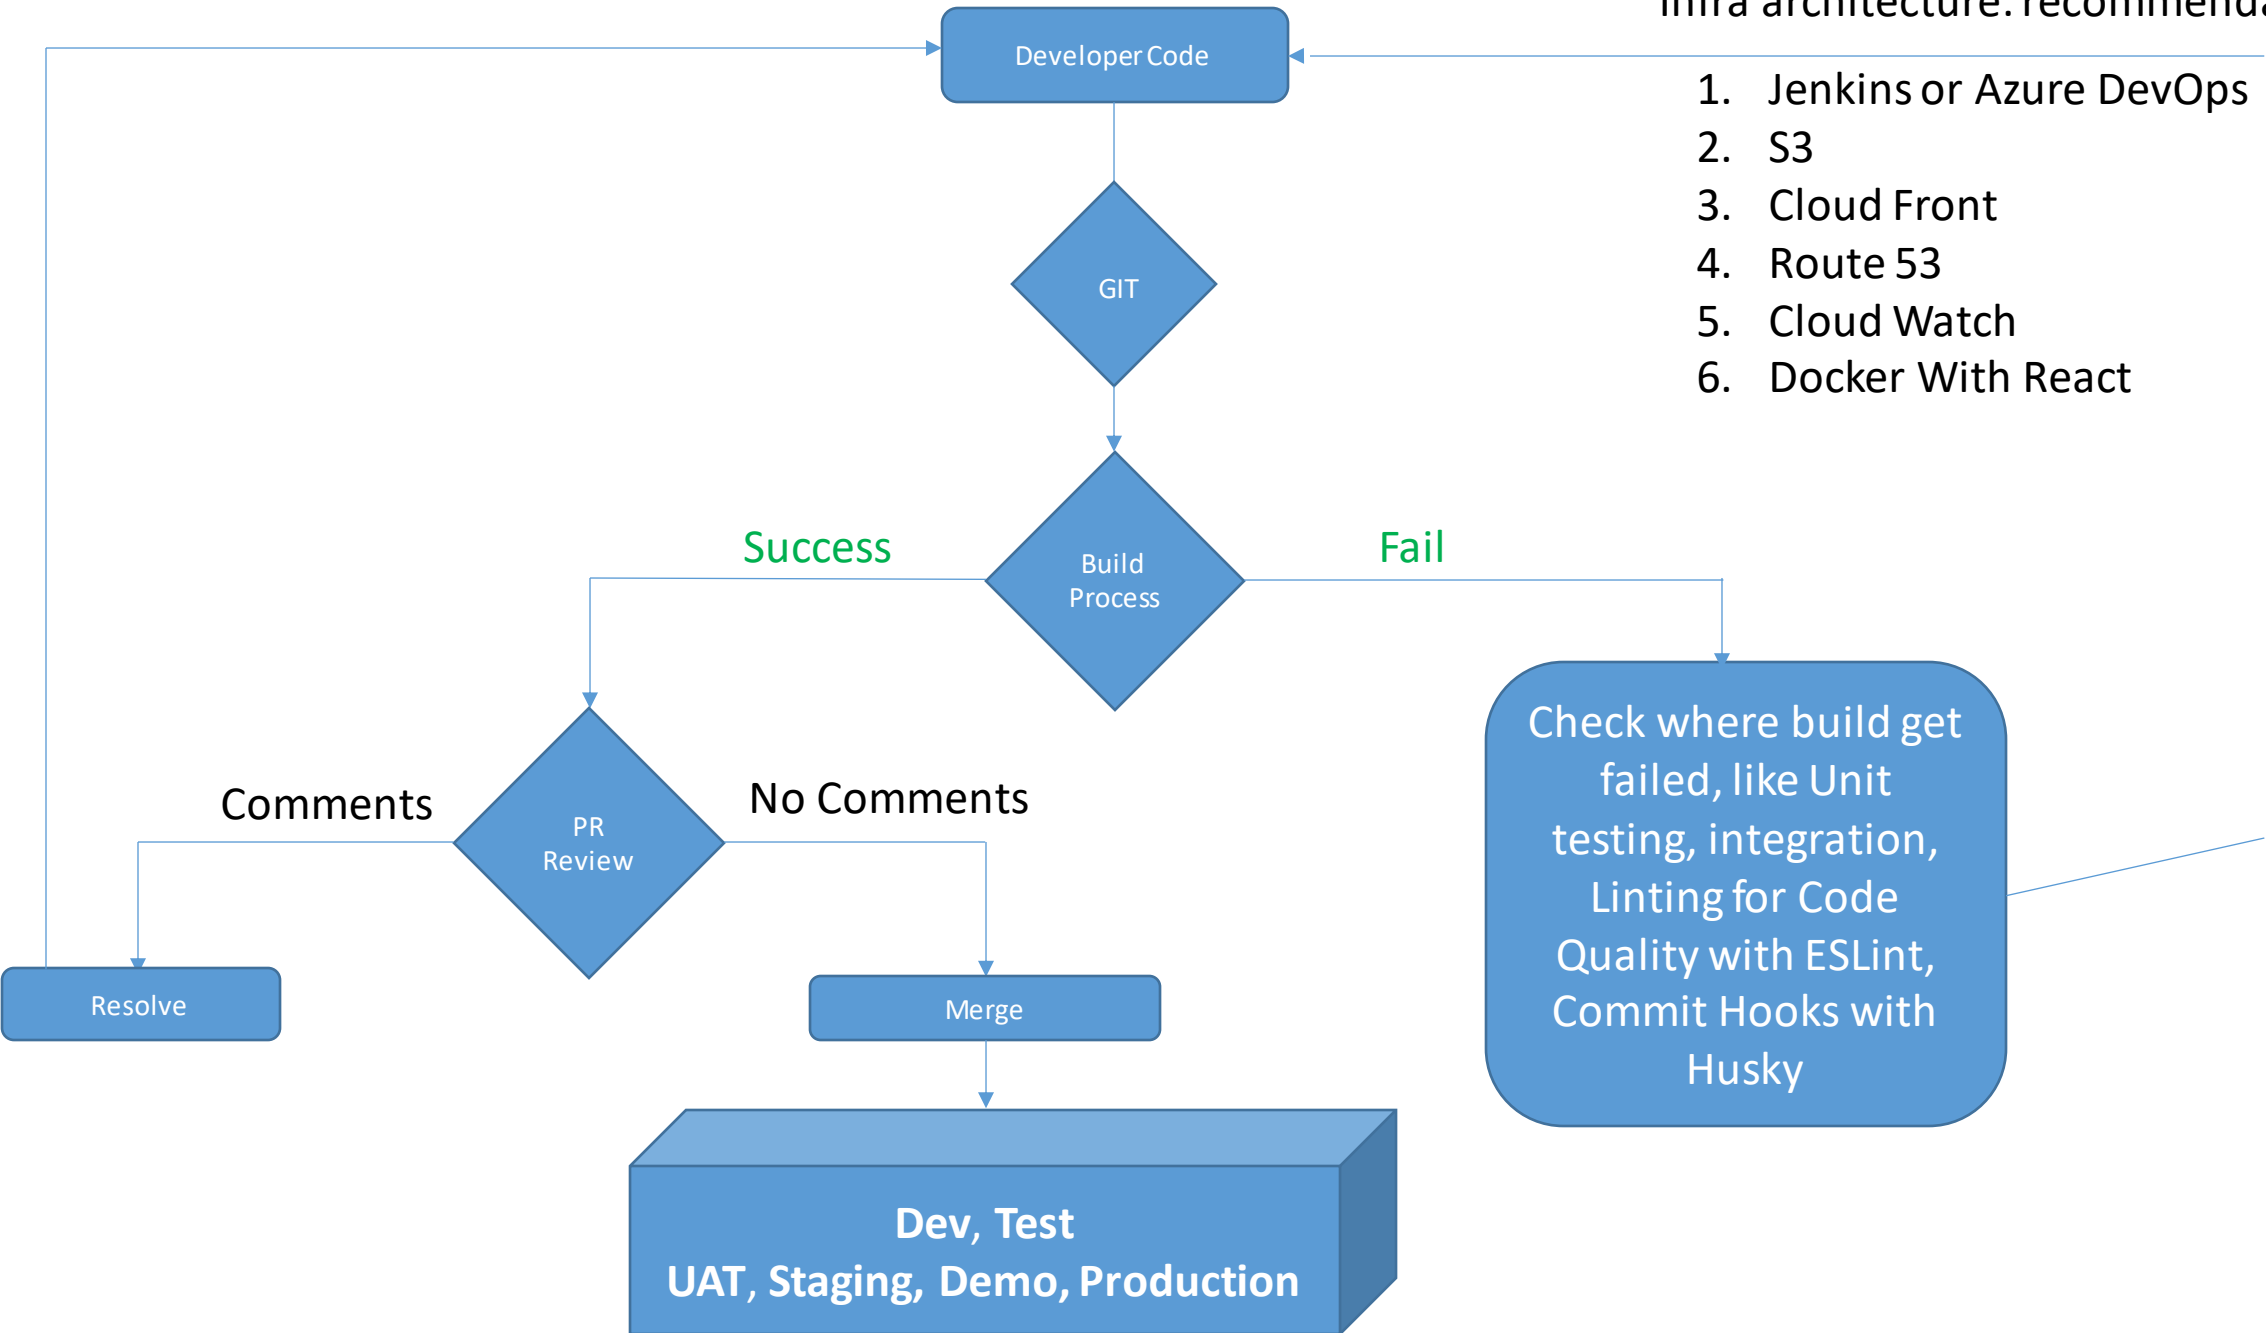 Infra architecture: recommenda
Developer Code
1. Jenkins or Azure DevOps
2. S3
3. Cloud Front
4. Route 53
5. Cloud Watch
6. Docker With React
GIT
Success
Fail
Build
Process
Check where build get
failed, like Unit
testing, integration,
Linting for Code
Quality with ESLint,
Commit Hooks with
Husky
Comments
No Comments
PR
Review
Resolve
Merge
Dev, Test
UAT, Staging, Demo, Production